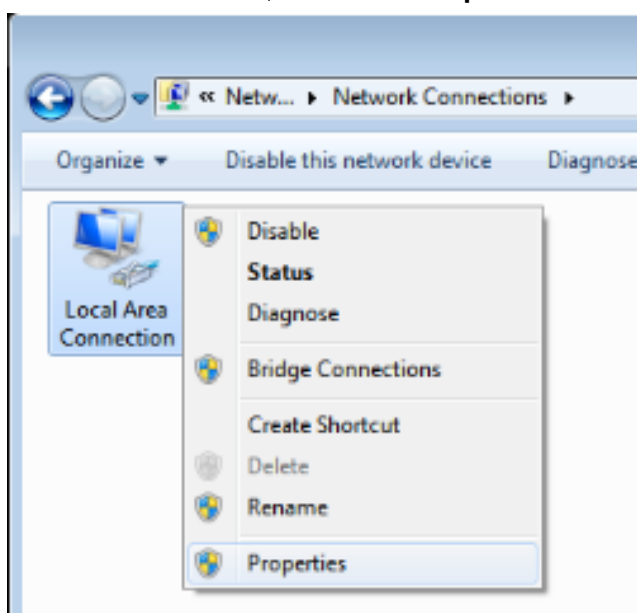 « Netw... ▸ Network Connections ▸
Organize ▾ Disable this network device Diagnose
Local Area
Connection
Disable
Status
Diagnose
Bridge Connections
Create Shortcut
Delete
Rename
Properties